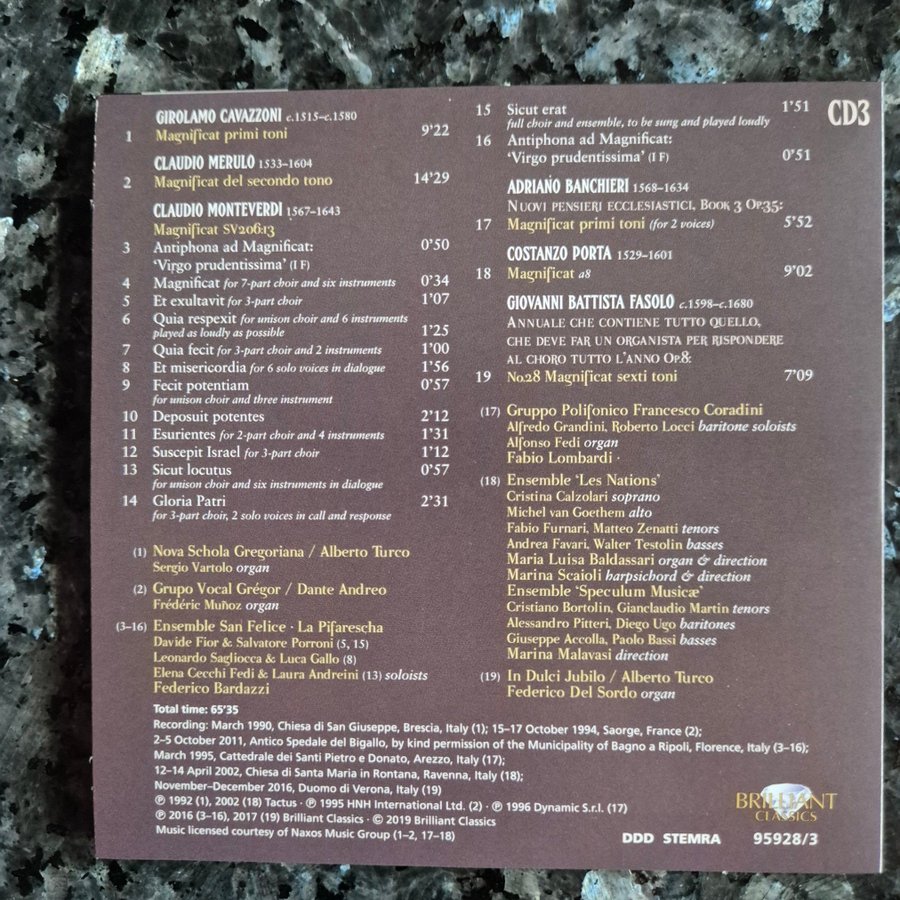 GIROLAMO CAVAZZONI c.1515–c.1580
1 Magnificat primi toni 9'22
CLAUDIO MERULO 1533–1604
2 Magnificat del secondo tono 14'29
CLAUDIO MONTEVERDI 1567–1643
Magnificat SV206:13
3 Antiphona ad Magnificat: 0'50
'Virgo prudentissima' (I F)
4 Magnificat for 7-part choir and six instruments 0'34
5 Et exultavit for 3-part choir 1'07
6 Quia respexit for unison choir and 6 instruments
played as loudly as possible 1'25
7 Quia fecit for 3-part choir and 2 instruments 1'00
8 Et misericordia for 6 solo voices in dialogue 1'56
9 Fecit potentiam 0'57
for unison choir and three instrument
10 Deposuit potentes 2'12
11 Esurientes for 2-part choir and 4 instruments 1'31
12 Suscepit Israel for 3-part choir 1'12
13 Sicut locutus 0'57
for unison choir and six instruments in dialogue
14 Gloria Patri 2'31
for 3-part choir, 2 solo voices in call and response
(1) Nova Schola Gregoriana / Alberto Turco
Sergio Vartolo organ
(2) Grupo Vocal Grégor / Dante Andreo
Frédéric Muñoz organ
(3–16) Ensemble San Felice · La Pifarescha
Davide Fior & Salvatore Porroni (5, 15)
Leonardo Sagliocca & Luca Gallo (8)
Elena Cecchi Fedi & Laura Andreini (13) soloists
Federico Bardazzi
15 Sicut erat 1'51
full choir and ensemble, to be sung and played loudly
16 Antiphona ad Magnificat:
'Virgo prudentissima' (I F) 0'51
ADRIANO BANCHIERI 1568–1634
NUOVI PENSIERI ECCLESIASTICI, BOOK 3 OP.35:
17 Magnificat primi toni (for 2 voices) 5'52
COSTANZO PORTA 1529–1601
18 Magnificat a8 9'02
GIOVANNI BATTISTA FASOLO c.1598–c.1680
ANNUALE CHE CONTIENE TUTTO QUELLO,
CHE DEVE FAR UN ORGANISTA PER RISPONDERE
AL CHORO TUTTO L'ANNO OP.8:
19 No.28 Magnificat sexti toni 7'09
(17) Gruppo Polifonico Francesco Coradini
Alfredo Grandini, Roberto Locci baritone soloists
Alfonso Fedi organ
Fabio Lombardi ·
(18) Ensemble 'Les Nations'
Cristina Calzolari soprano
Michel van Goethem alto
Fabio Furnari, Matteo Zenatti tenors
Andrea Favari, Walter Testolin basses
Maria Luisa Baldassari organ & direction
Marina Scaioli harpsichord & direction
Ensemble 'Speculum Musicæ'
Cristiano Bortolin, Gianclaudio Martin tenors
Alessandro Pitteri, Diego Ugo baritones
Giuseppe Accolla, Paolo Bassi basses
Marina Malavasi direction
(19) In Dulci Jubilo / Alberto Turco
Federico Del Sordo organ
CD3
Total time: 65'35
Recording: March 1990, Chiesa di San Giuseppe, Brescia, Italy (1); 15–17 October 1994, Saorge, France (2);
2–5 October 2011, Antico Spedale del Bigallo, by kind permission of the Municipality of Bagno a Ripoli, Florence, Italy (3–16);
March 1995, Cattedrale dei Santi Pietro e Donato, Arezzo, Italy (17);
12–14 April 2002, Chiesa di Santa Maria in Rontana, Ravenna, Italy (18);
November–December 2016, Duomo di Verona, Italy (19)
℗ 1992 (1), 2002 (18) Tactus · ℗ 1995 HNH International Ltd. (2) · ℗ 1996 Dynamic S.r.l. (17)
℗ 2016 (3–16), 2017 (19) Brilliant Classics · © 2019 Brilliant Classics
Music licensed courtesy of Naxos Music Group (1–2, 17–18)
BRILLIANT
CLASSICS
DDD STEMRA 95928/3